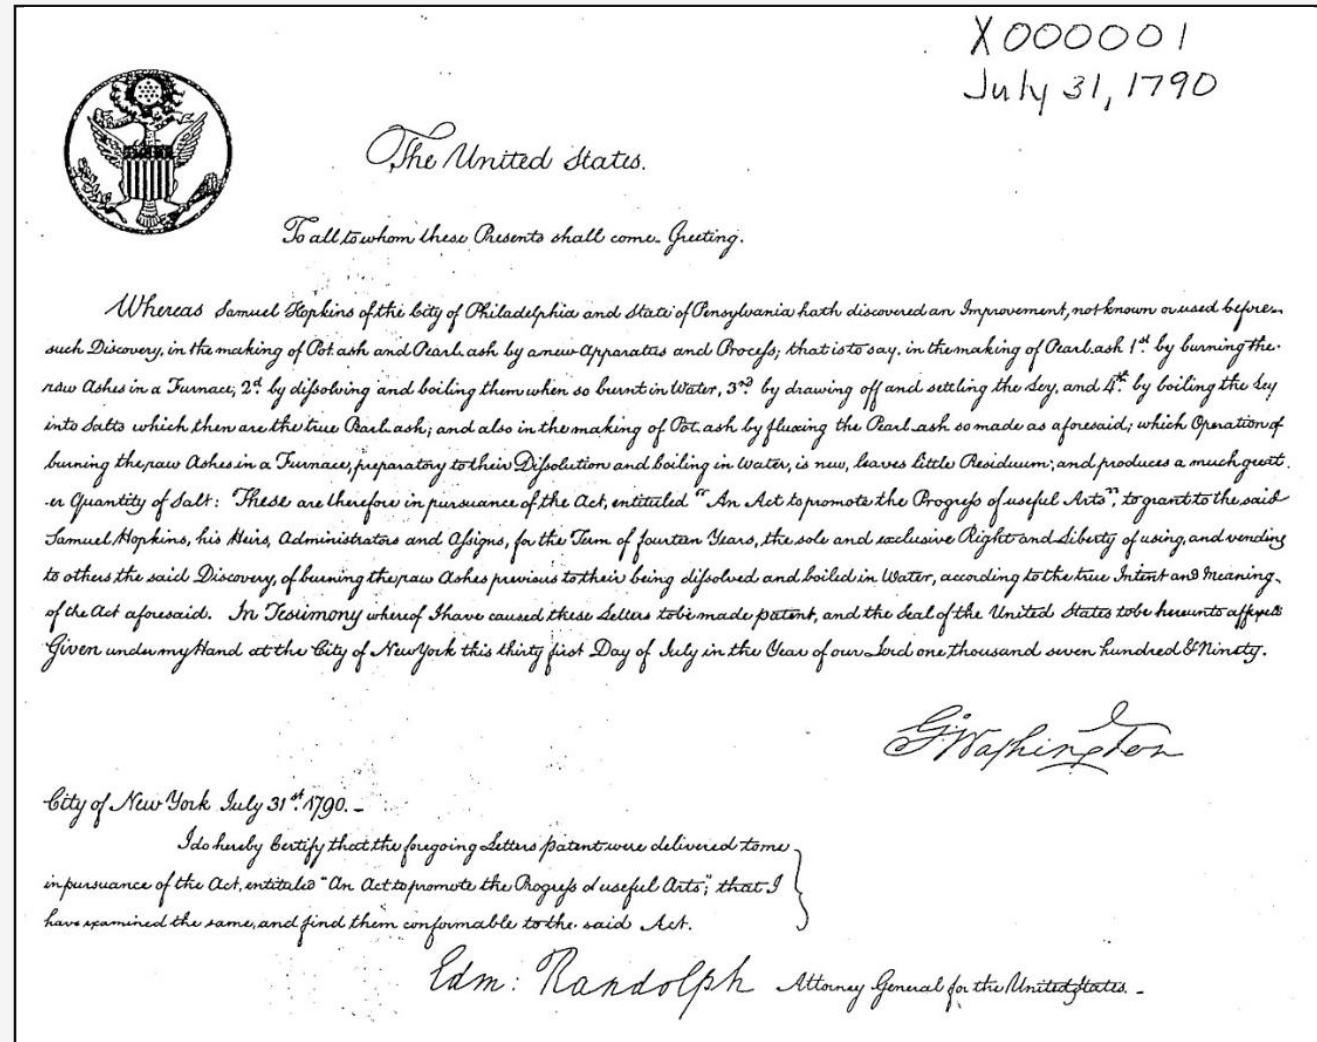 X000001
July 31, 1790
The United States.
To all to whom these Presents shall come. Greeting.
Whereas Samuel Hopkins of the City of Philadelphia and State of Pensylvania hath discovered an Improvement, not known or used before
such Discovery, in the making of Pot ash and Pearl ash by a new Apparatus and Process; that is to say, in the making of Pearl ash 1st. by burning the
raw Ashes in a Furnace, 2d. by dissolving and boiling them when so burnt in Water, 3rd. by drawing off and settling the Ley, and 4th. by boiling the Ley
into Salts which then are the true Pearl ash; and also in the making of Pot ash by fluxing the Pearl ash so made as aforesaid; which Operation of
burning the raw Ashes in a Furnace, preparatory to their Dissolution and boiling in Water, is new, leaves little Residuum; and produces a much great
er Quantity of Salt: These are therefore in pursuance of the Act, entituled "An Act to promote the Progress of useful Arts", to grant to the said
Samuel Hopkins, his Heirs, Administrators and Assigns, for the Term of fourteen Years, the sole and exclusive Right and Liberty of using, and vending
to others the said Discovery, of burning the raw Ashes previous to their being dissolved and boiled in Water, according to the true Intent and Meaning
of the Act aforesaid. In Testimony whereof I have caused these Letters to be made patent, and the Seal of the United States to be hereunto affixed
Given under my Hand at the City of New York this thirty first Day of July in the Year of our Lord one thousand seven hundred & Ninety.
G. Washington
City of New York July 31st. 1790. –
I do hereby Certify that the foregoing Letters patent were delivered to me
in pursuance of the Act, entituled "An Act to promote the Progress of useful Arts"; that I
have examined the same, and find them conformable to the said Act.
Edm: Randolph Attorney General for the United States. –